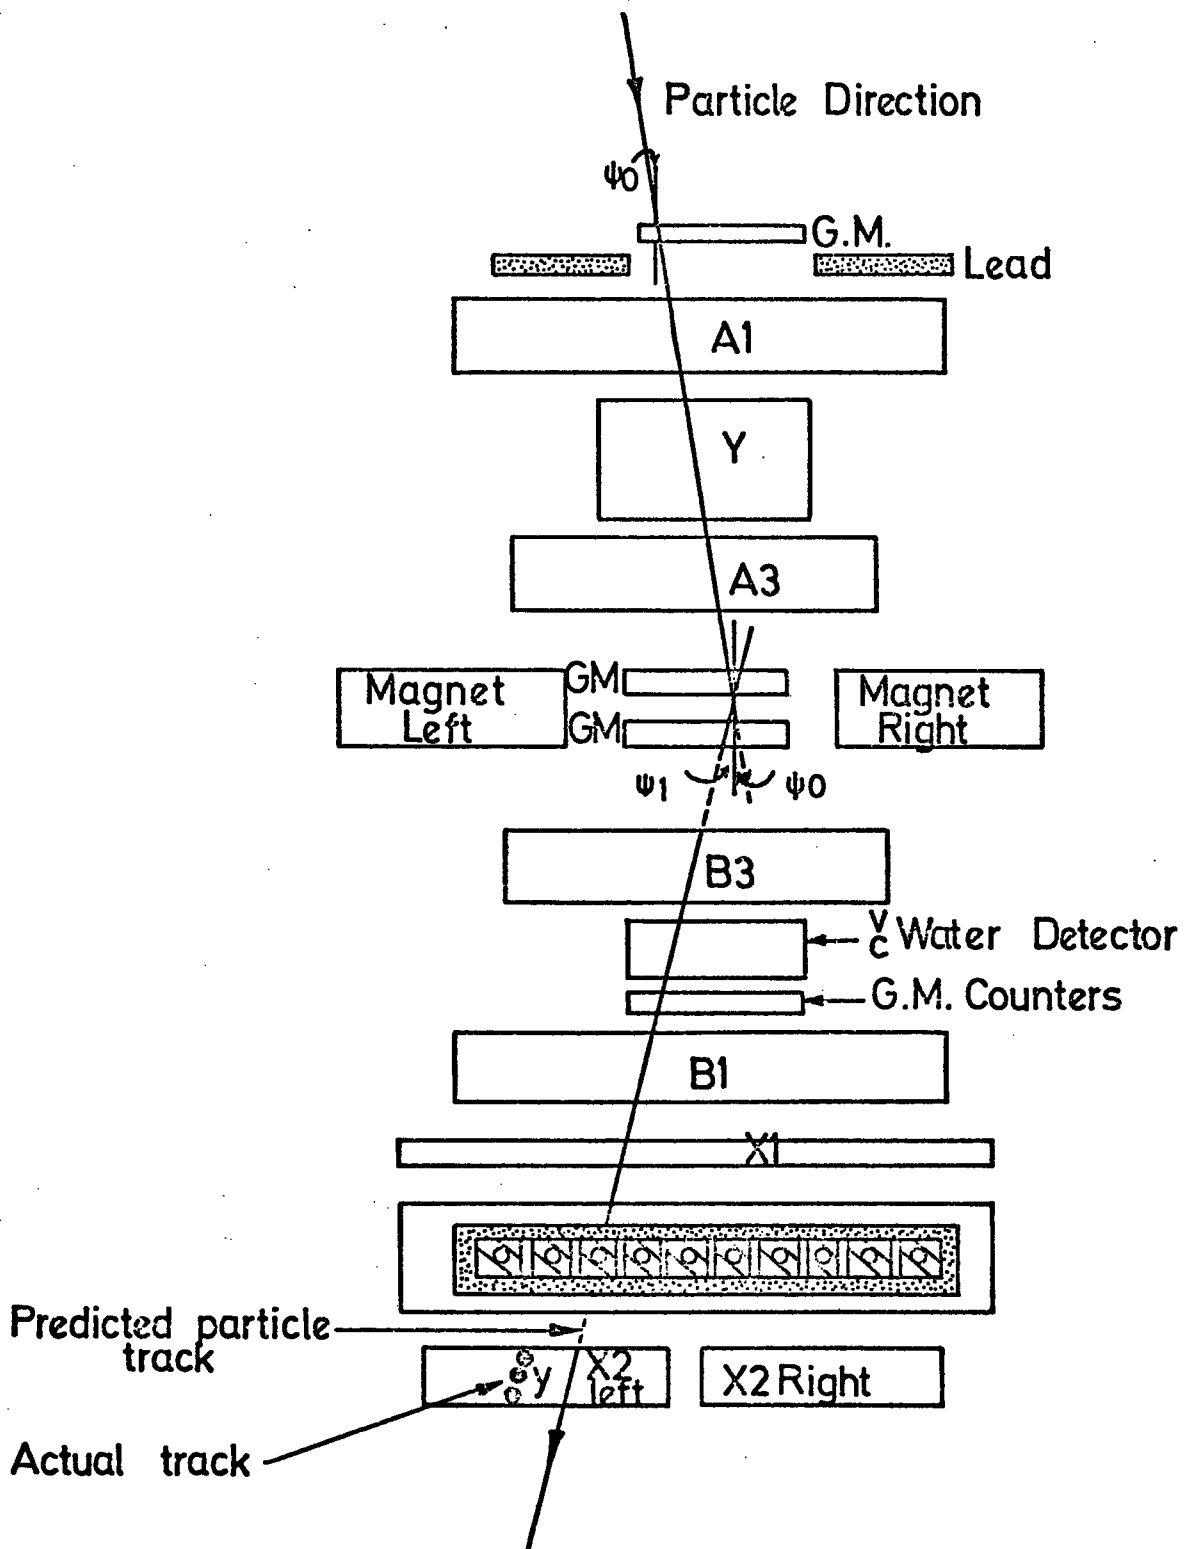 Particle Direction
ψ0
G.M.
Lead
A1
Y
A3
Magnet
Left
GM
GM
Magnet
Right
ψ1
ψ0
B3
V
C
Water Detector
G.M. Counters
B1
X1
Predicted particle
track
y
X2
left
X2 Right
Actual track